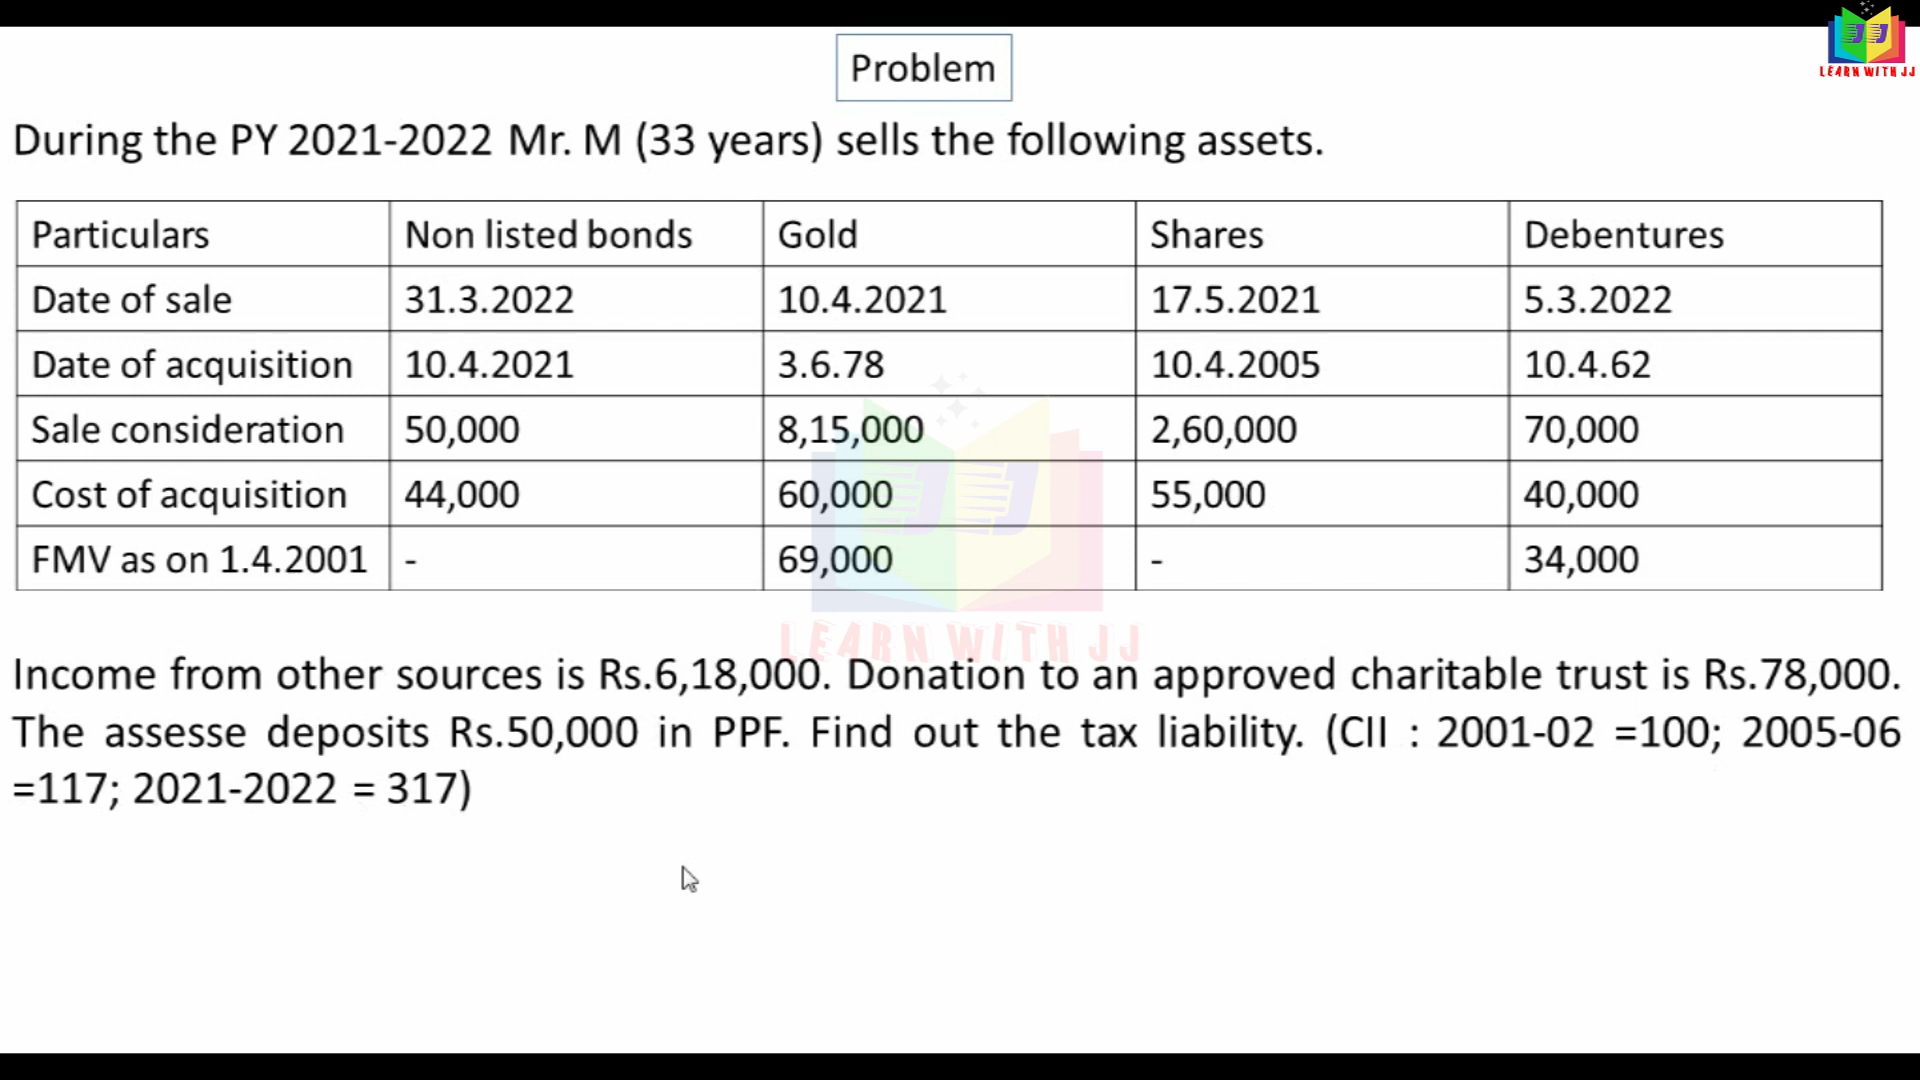 LEARN WITH JJ
Problem
During the PY 2021-2022 Mr. M (33 years) sells the following assets.
Particulars Non listed bonds Gold Shares Debentures
Date of sale 31.3.2022 10.4.2021 17.5.2021 5.3.2022
Date of acquisition 10.4.2021 3.6.78 10.4.2005 10.4.62
Sale consideration 50,000 8,15,000 2,60,000 70,000
Cost of acquisition 44,000 60,000 55,000 40,000
FMV as on 1.4.2001 - 69,000 - 34,000
LEARN WITH JJ
Income from other sources is Rs.6,18,000. Donation to an approved charitable trust is Rs.78,000.
The assesse deposits Rs.50,000 in PPF. Find out the tax liability. (CII : 2001-02 =100; 2005-06
=117; 2021-2022 = 317)